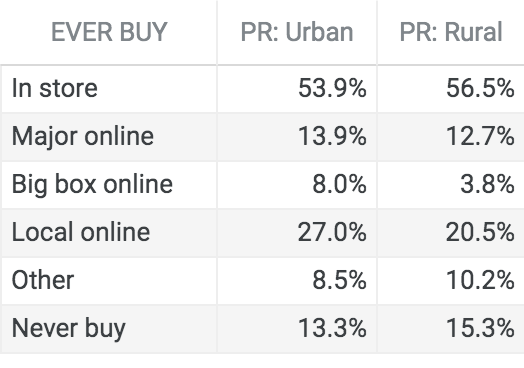 EVER BUY PR: Urban PR: Rural
In store 53.9% 56.5%
Major online 13.9% 12.7%
Big box online 8.0% 3.8%
Local online 27.0% 20.5%
Other 8.5% 10.2%
Never buy 13.3% 15.3%